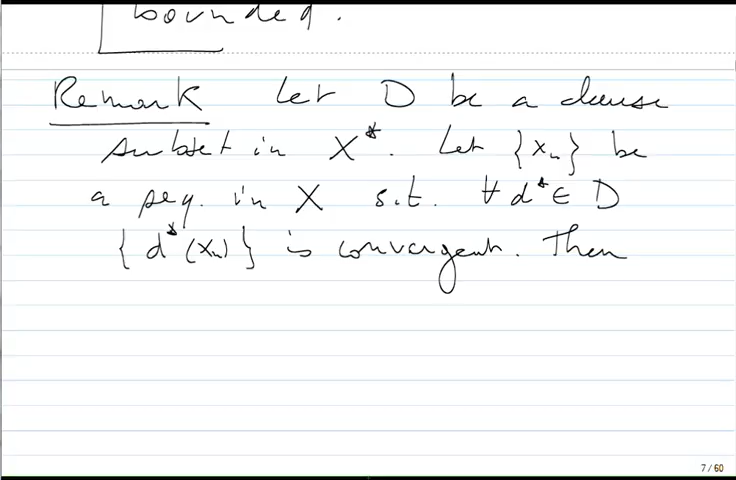 bounded.
Remark Let D be a dense
subset in X*. Let {xₙ} be
a seq. in X s.t. ∀ d* ∈ D
{d*(xₙ)} is convergent. Then
7 / 60